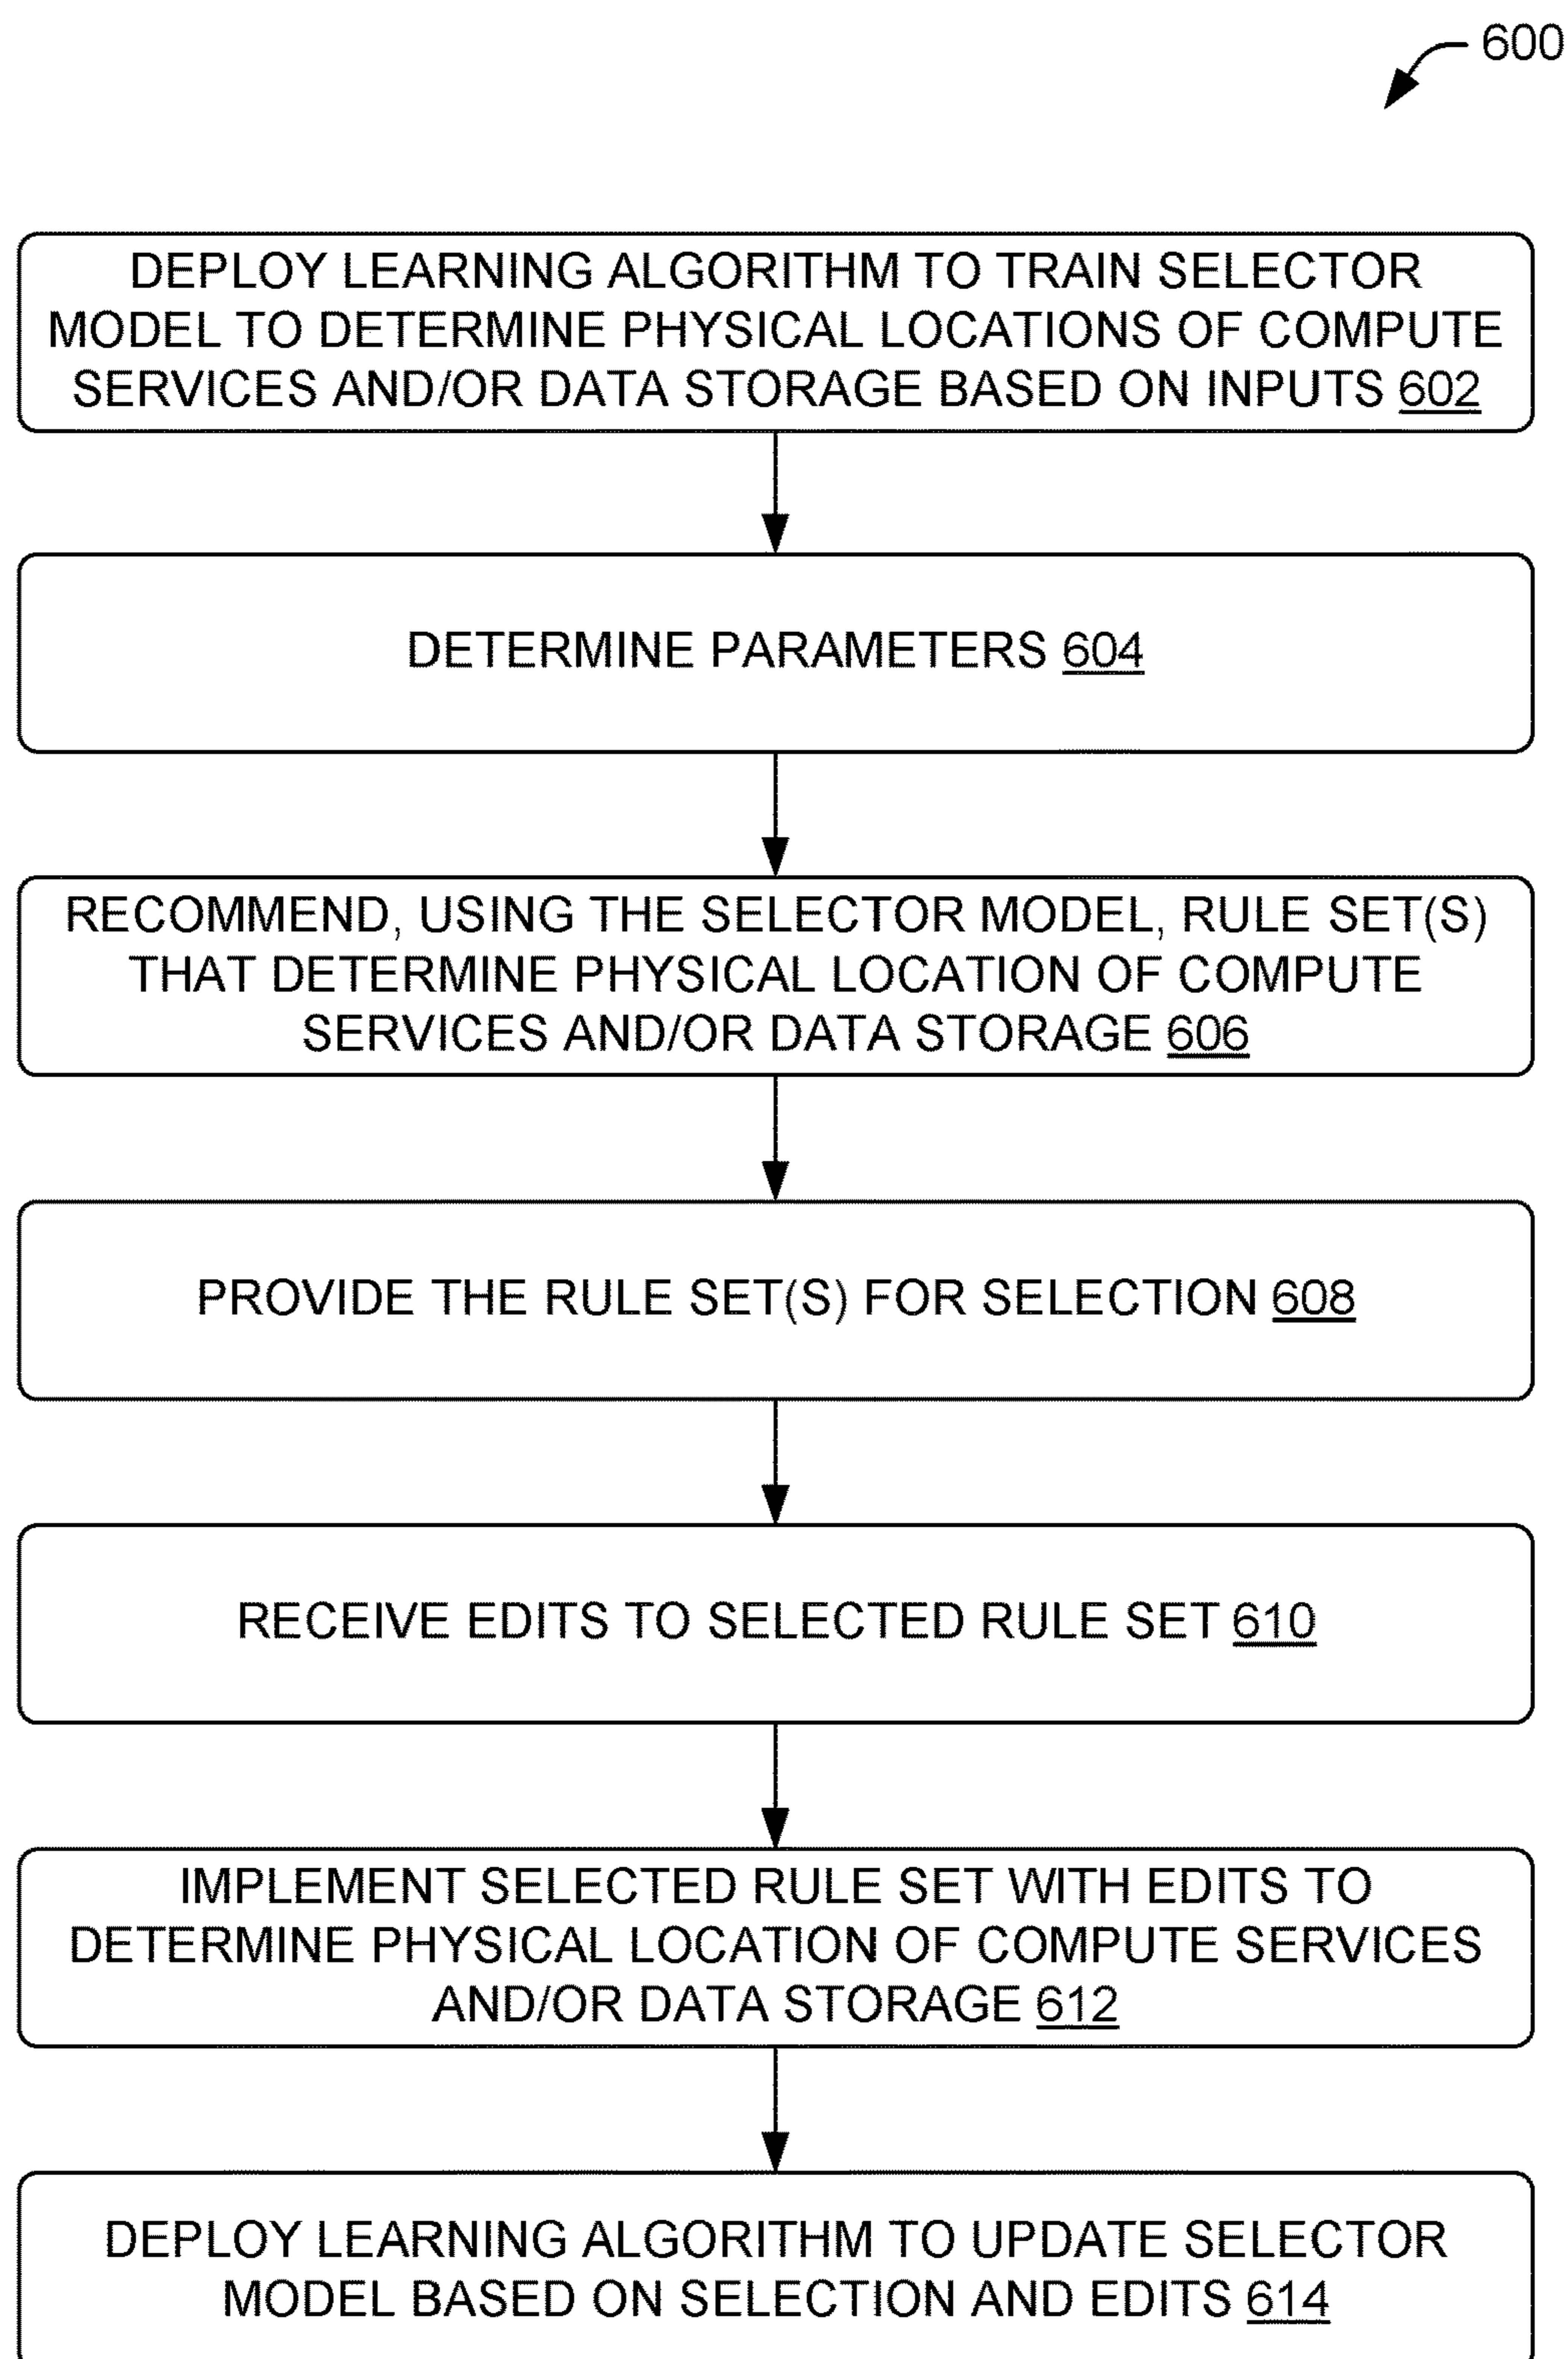 600
DEPLOY LEARNING ALGORITHM TO TRAIN SELECTOR
MODEL TO DETERMINE PHYSICAL LOCATIONS OF COMPUTE
SERVICES AND/OR DATA STORAGE BASED ON INPUTS 602
DETERMINE PARAMETERS 604
RECOMMEND, USING THE SELECTOR MODEL, RULE SET(S)
THAT DETERMINE PHYSICAL LOCATION OF COMPUTE
SERVICES AND/OR DATA STORAGE 606
PROVIDE THE RULE SET(S) FOR SELECTION 608
RECEIVE EDITS TO SELECTED RULE SET 610
IMPLEMENT SELECTED RULE SET WITH EDITS TO
DETERMINE PHYSICAL LOCATION OF COMPUTE SERVICES
AND/OR DATA STORAGE 612
DEPLOY LEARNING ALGORITHM TO UPDATE SELECTOR
MODEL BASED ON SELECTION AND EDITS 614